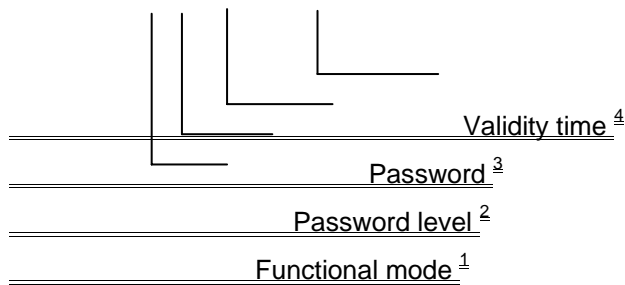 Validity time 4
Password 3
Password level 2
Functional mode 1